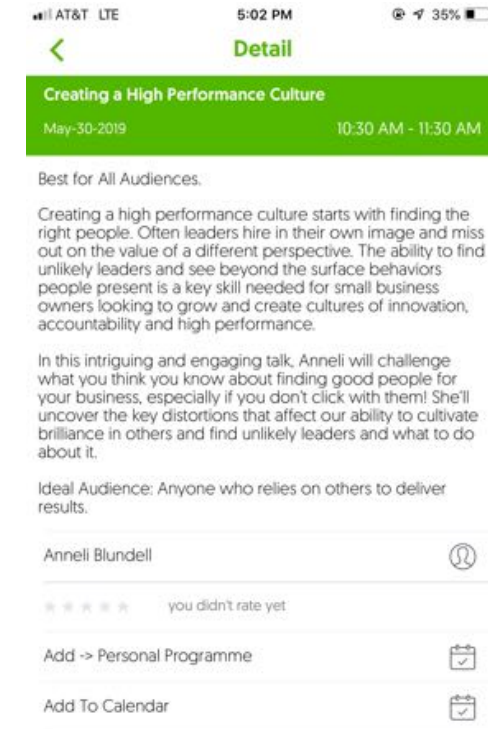 AT&T LTE 5:02 PM 35%
Detail
Creating a High Performance Culture
May-30-2019 10:30 AM - 11:30 AM
Best for All Audiences.
Creating a high performance culture starts with finding the
right people. Often leaders hire in their own image and miss
out on the value of a different perspective. The ability to find
unlikely leaders and see beyond the surface behaviors
people present is a key skill needed for small business
owners looking to grow and create cultures of innovation,
accountability and high performance.
In this intriguing and engaging talk, Anneli will challenge
what you think you know about finding good people for
your business, especially if you don't click with them! She'll
uncover the key distortions that affect our ability to cultivate
brilliance in others and find unlikely leaders and what to do
about it.
Ideal Audience: Anyone who relies on others to deliver
results.
Anneli Blundell
you didn't rate yet
Add -> Personal Programme
Add To Calendar